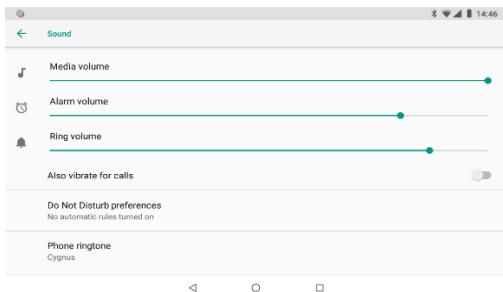 14:46
Sound
Media volume
Alarm volume
Ring volume
Also vibrate for calls
Do Not Disturb preferences
No automatic rules turned on
Phone ringtone
Cygnus